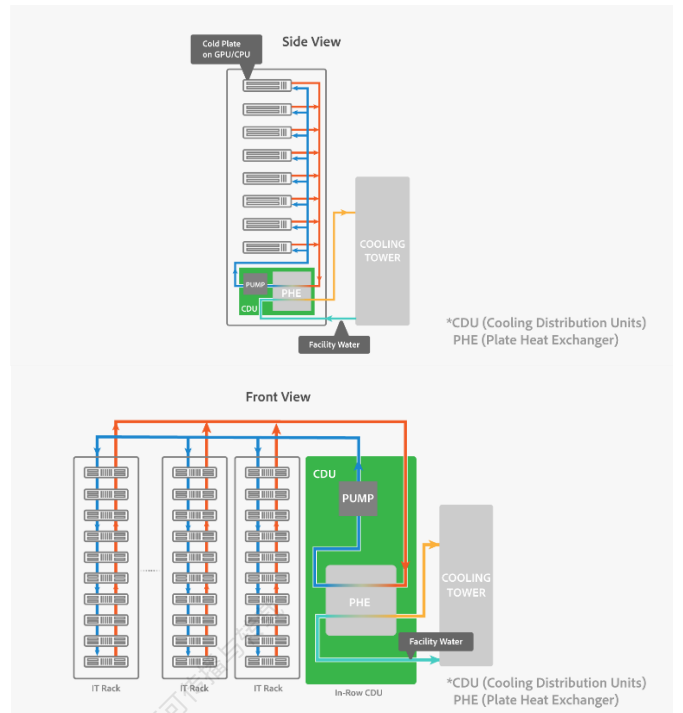 Side View
Cold Plate
on GPU/CPU
COOLING
TOWER
PUMP
PHE
CDU
*CDU (Cooling Distribution Units)
PHE (Plate Heat Exchanger)
Facility Water
Front View
CDU
PUMP
COOLING
TOWER
PHE
Facility Water
IT Rack
IT Rack
IT Rack
In-Row CDU
*CDU (Cooling Distribution Units)
PHE (Plate Heat Exchanger)